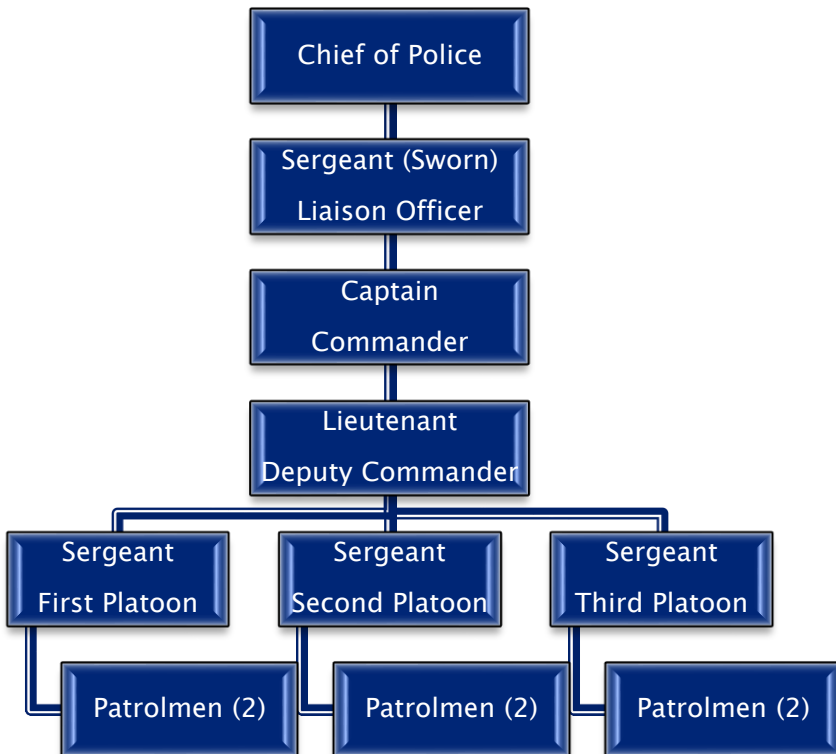 Chief of Police
Sergeant (Sworn)
Liaison Officer
Captain
Commander
Lieutenant
Deputy Commander
Sergeant
First Platoon
Sergeant
Second Platoon
Sergeant
Third Platoon
Patrolmen (2)
Patrolmen (2)
Patrolmen (2)